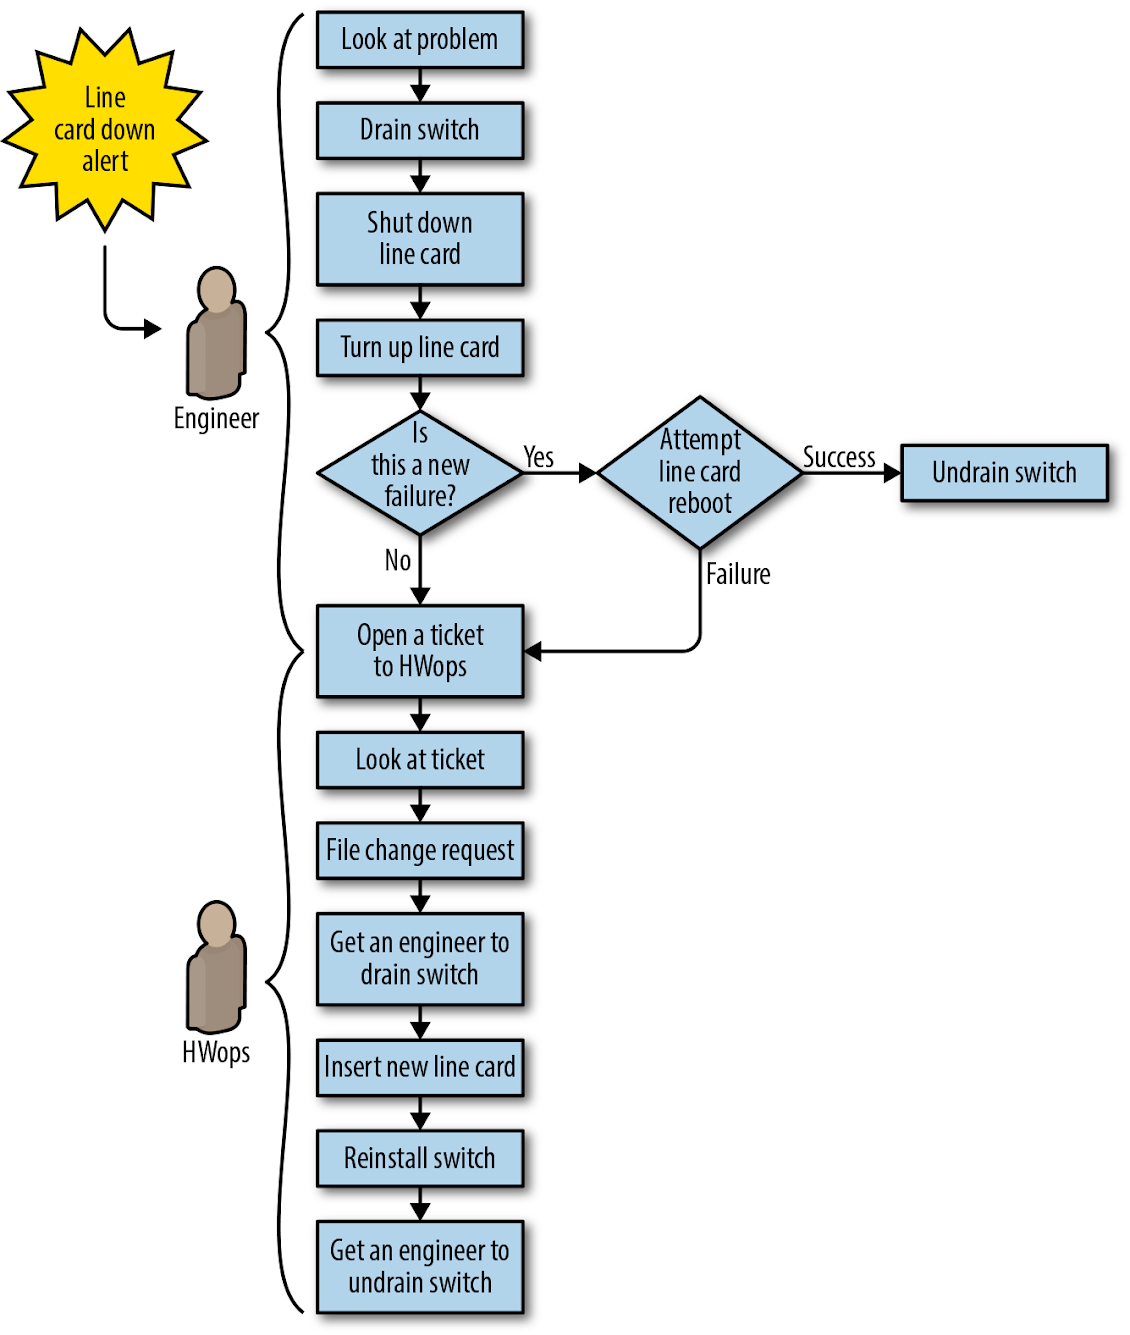 Line
card down
alert
Engineer
Look at problem
Drain switch
Shut down
line card
Turn up line card
Is
this a new
failure?
Yes
Attempt
line card
reboot
Success
Undrain switch
No
Failure
Open a ticket
to HWops
Look at ticket
File change request
Get an engineer to
drain switch
HWops
Insert new line card
Reinstall switch
Get an engineer to
undrain switch